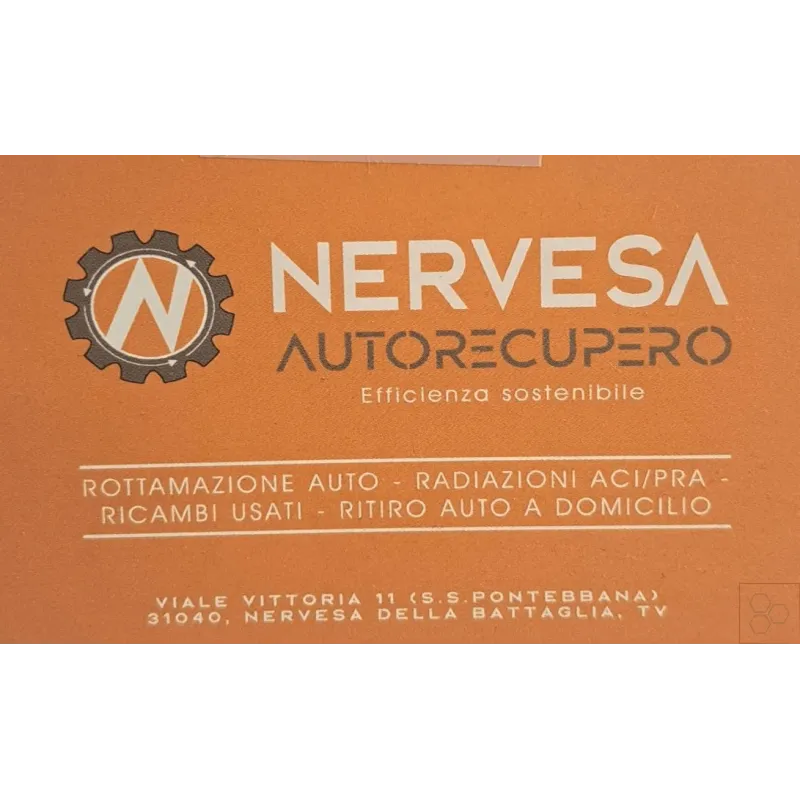 N
NERVESA
AUTORECUPERO
Efficienza sostenibile
ROTTAMAZIONE AUTO - RADIAZIONI ACI/PRA -
RICAMBI USATI - RITIRO AUTO A DOMICILIO
VIALE VITTORIA 11 (S.S.PONTEBBANA)
31040, NERVESA DELLA BATTAGLIA, TV